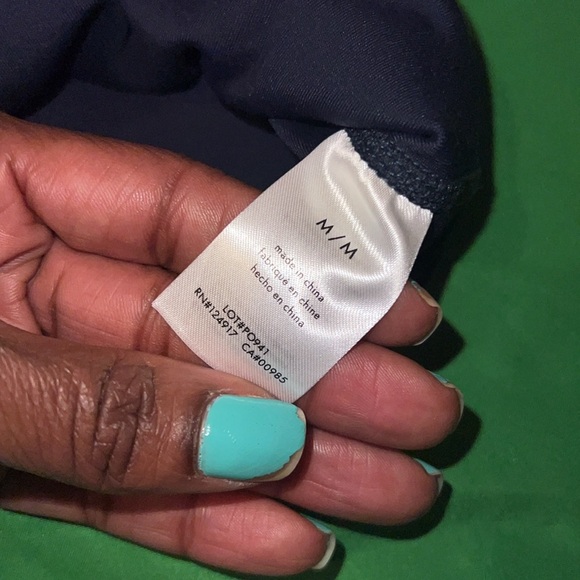 M / M
made in china
fabriqué en chine
hecho en china
LOT#PO941
RN#124917 CA#00985